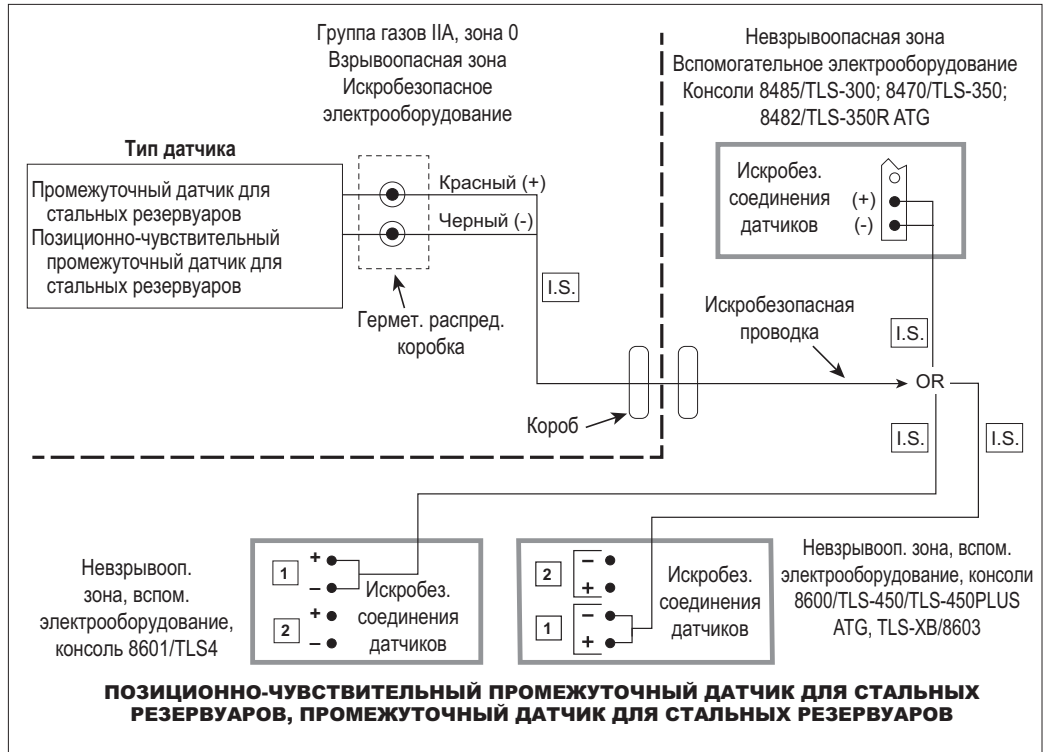 Группа газов IIA, зона 0
Взрывоопасная зона
Искробезопасное
электрооборудование
Невзрывоопасная зона
Вспомогательное электрооборудование
Консоли 8485/TLS-300; 8470/TLS-350;
8482/TLS-350R ATG
Тип датчика
Промежуточный датчик для
стальных резервуаров
Позиционно-чувствительный
промежуточный датчик для
стальных резервуаров
Красный (+)
Черный (-)
I.S.
Гермет. распред.
коробка
Искробез.
соединения
датчиков
(+)
(-)
Искробезопасная
проводка
I.S.
OR
Короб
I.S.
I.S.
Невзрывооп.
зона, вспом.
электрооборудование,
консоль 8601/TLS4
1
+
–
2
+
–
Искробез.
соединения
датчиков
2
–
+
1
–
+
Искробез.
соединения
датчиков
Невзрывооп. зона, вспом.
электрооборудование, консоли
8600/TLS-450/TLS-450PLUS
ATG, TLS-XB/8603
ПОЗИЦИОННО-ЧУВСТВИТЕЛЬНЫЙ ПРОМЕЖУТОЧНЫЙ ДАТЧИК ДЛЯ СТАЛЬНЫХ
РЕЗЕРВУАРОВ, ПРОМЕЖУТОЧНЫЙ ДАТЧИК ДЛЯ СТАЛЬНЫХ РЕЗЕРВУАРОВ